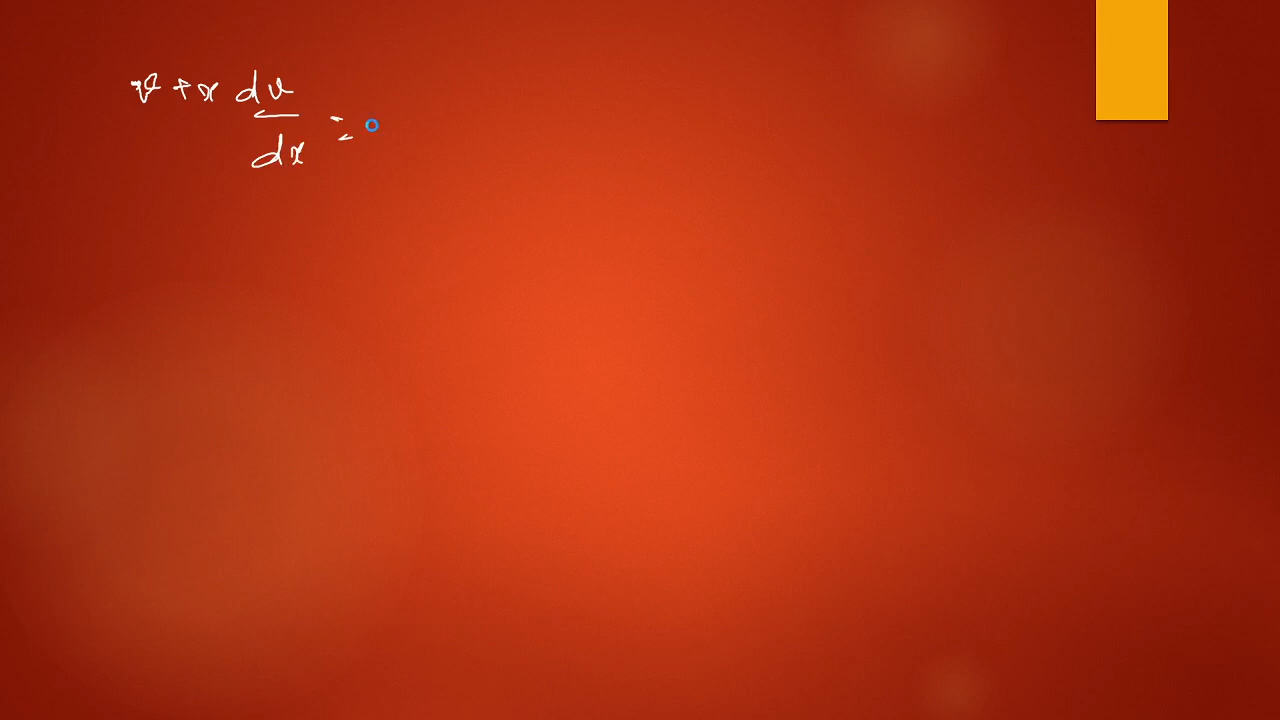 v + x dv/dx =